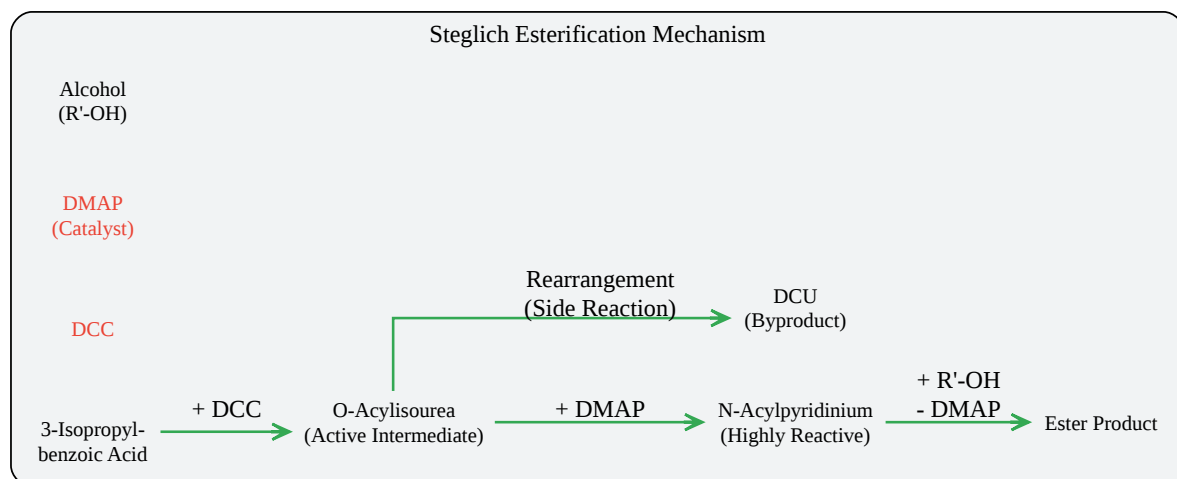 Steglich Esterification Mechanism
Alcohol
(R'-OH)
DMAP
(Catalyst)
DCC
Rearrangement
(Side Reaction)
DCU
(Byproduct)
3-Isopropyl-
benzoic Acid
+ DCC
O-Acylisourea
(Active Intermediate)
+ DMAP
N-Acylpyridinium
(Highly Reactive)
+ R'-OH
- DMAP
Ester Product